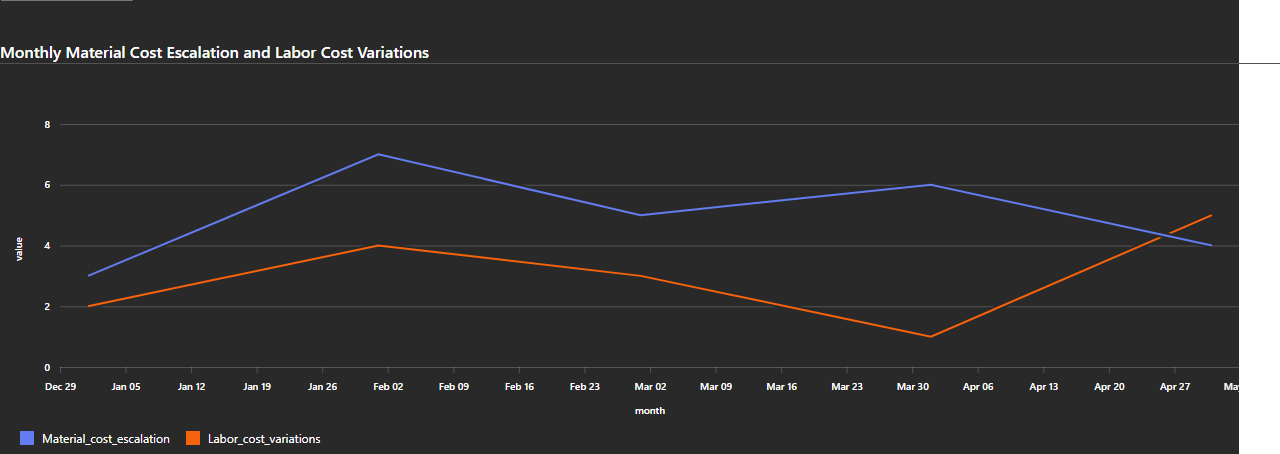 Monthly Material Cost Escalation and Labor Cost Variations
8
6
4
2
0
value
Dec 29 Jan 05 Jan 12 Jan 19 Jan 26 Feb 02 Feb 09 Feb 16 Feb 23 Mar 02 Mar 09 Mar 16 Mar 23 Mar 30 Apr 06 Apr 13 Apr 20 Apr 27
month
Material_cost_escalation Labor_cost_variations